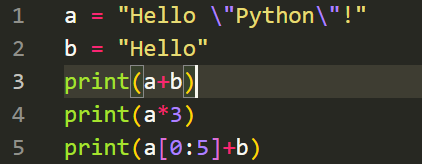 1 a = "Hello \"Python\"!"
2 b = "Hello"
3 print(a+b)
4 print(a*3)
5 print(a[0:5]+b)